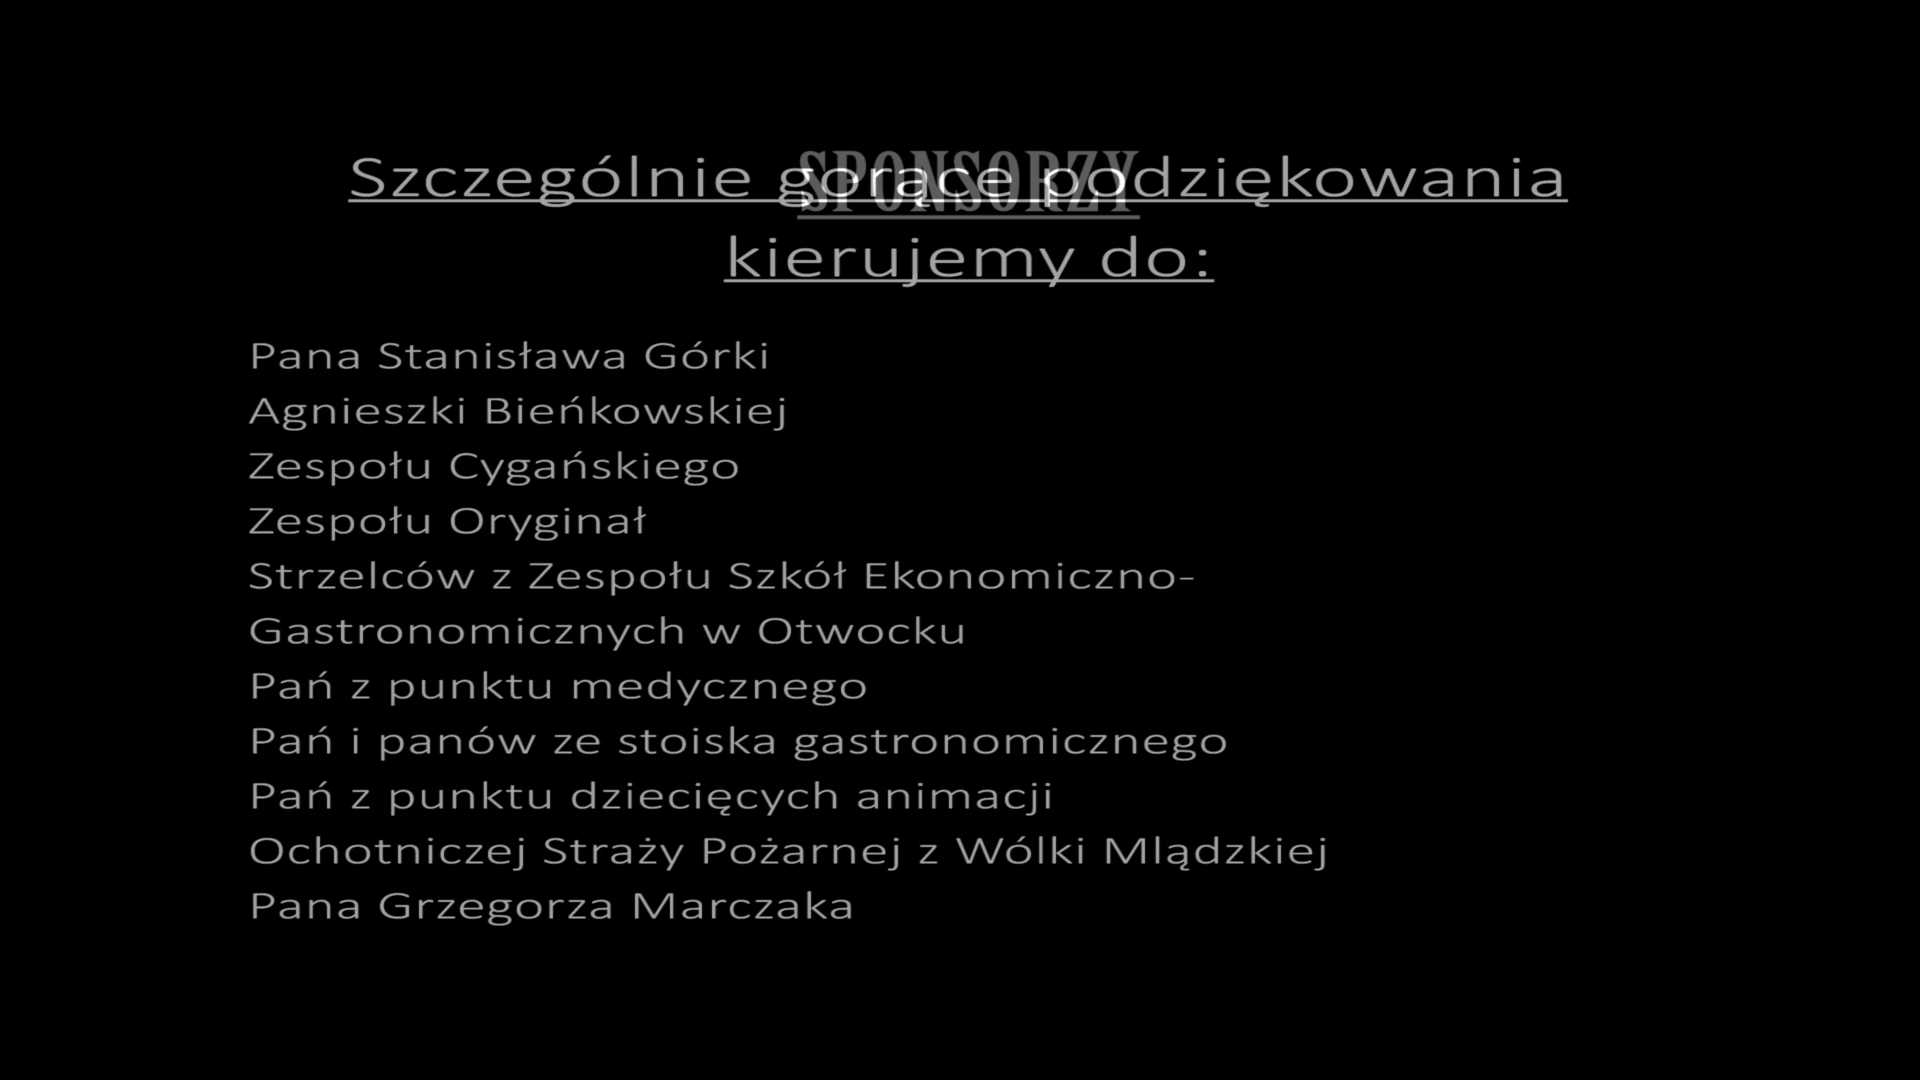 SPONSORZY
Szczególnie gorące podziękowania
kierujemy do:
Pana Stanisława Górki
Agnieszki Bieńkowskiej
Zespołu Cygańskiego
Zespołu Oryginał
Strzelców z Zespołu Szkół Ekonomiczno-
Gastronomicznych w Otwocku
Pań z punktu medycznego
Pań i panów ze stoiska gastronomicznego
Pań z punktu dziecięcych animacji
Ochotniczej Straży Pożarnej z Wólki Mlądzkiej
Pana Grzegorza Marczaka